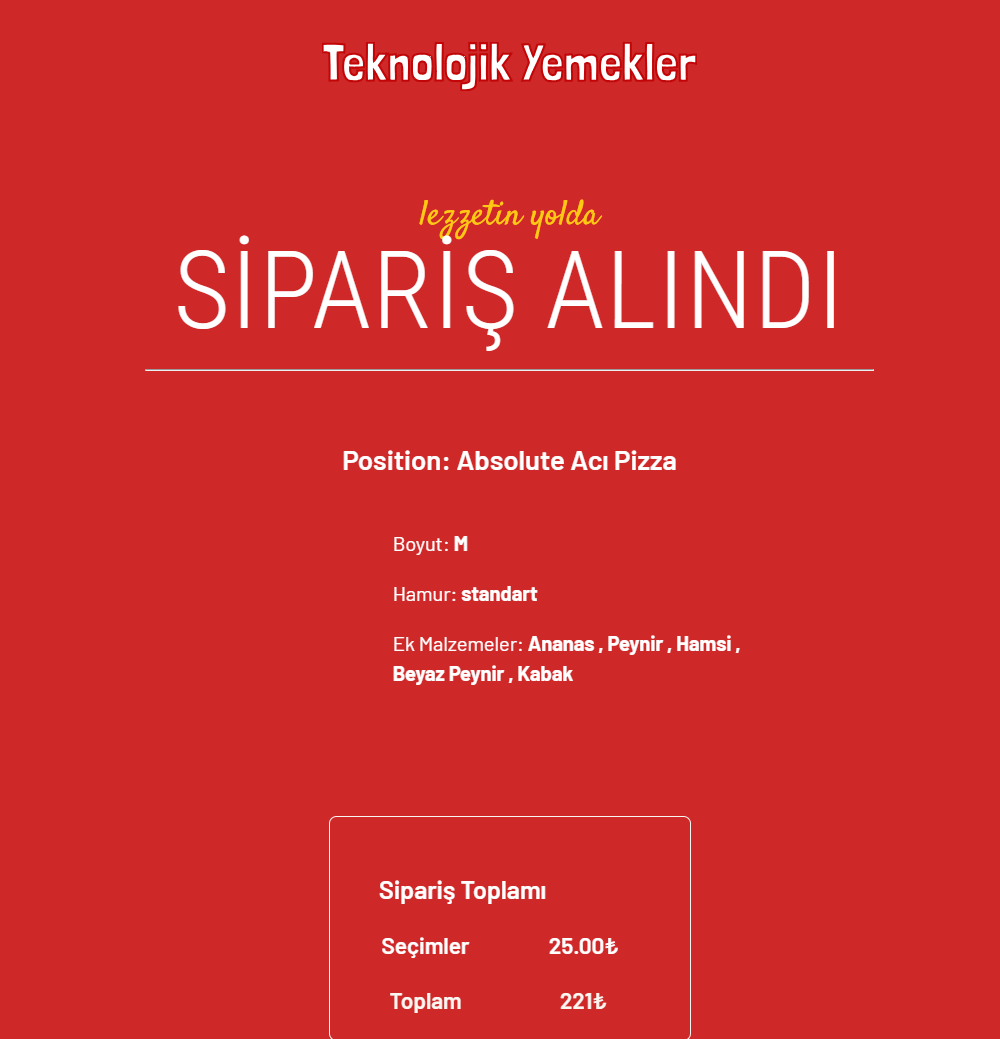 Teknolojik Yemekler
lezzetin yolda
SİPARİŞ ALINDI
Position: Absolute Acı Pizza
Boyut: M
Hamur: standart
Ek Malzemeler: Ananas , Peynir , Hamsi ,
Beyaz Peynir , Kabak
Sipariş Toplamı
Seçimler 25.00₺
Toplam 221₺